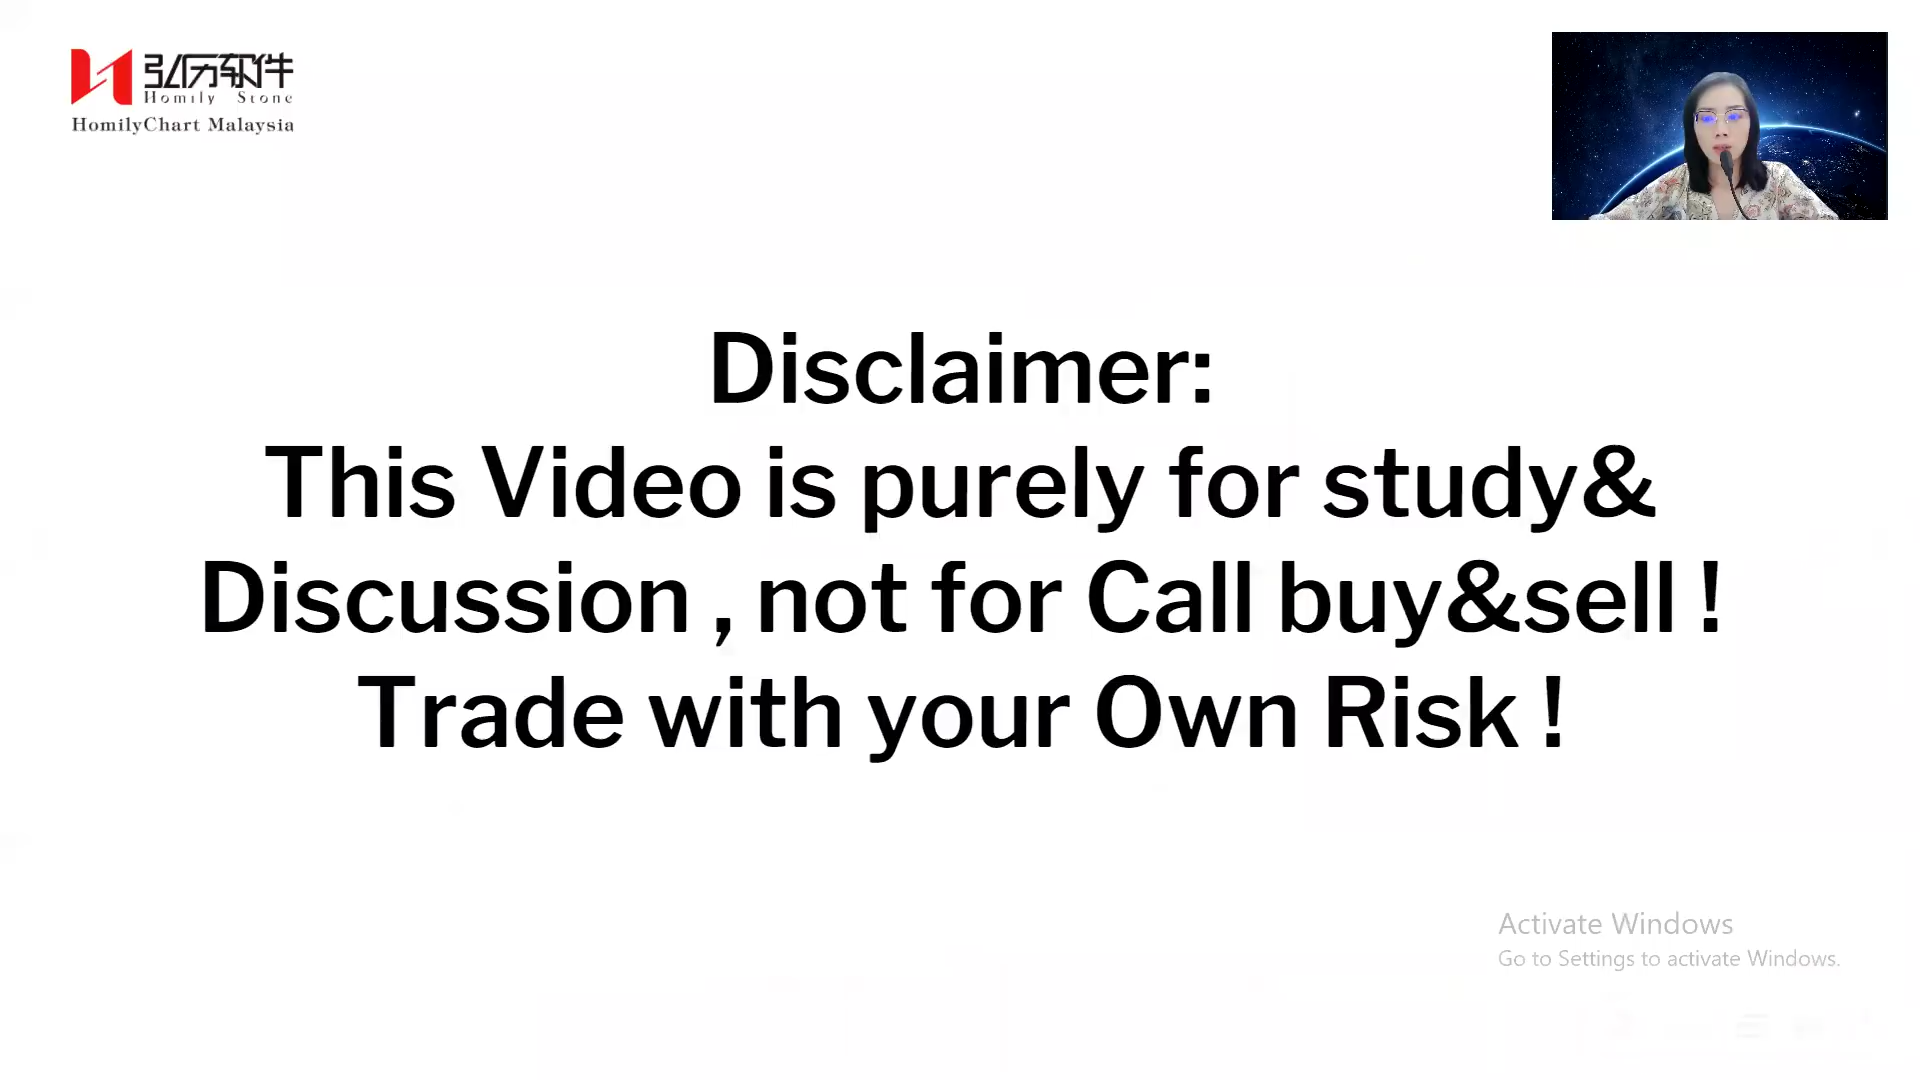 弘历软件
Homily Stone
HomilyChart Malaysia
Disclaimer:
This Video is purely for study&
Discussion , not for Call buy&sell !
Trade with your Own Risk !
Activate Windows
Go to Settings to activate Windows.